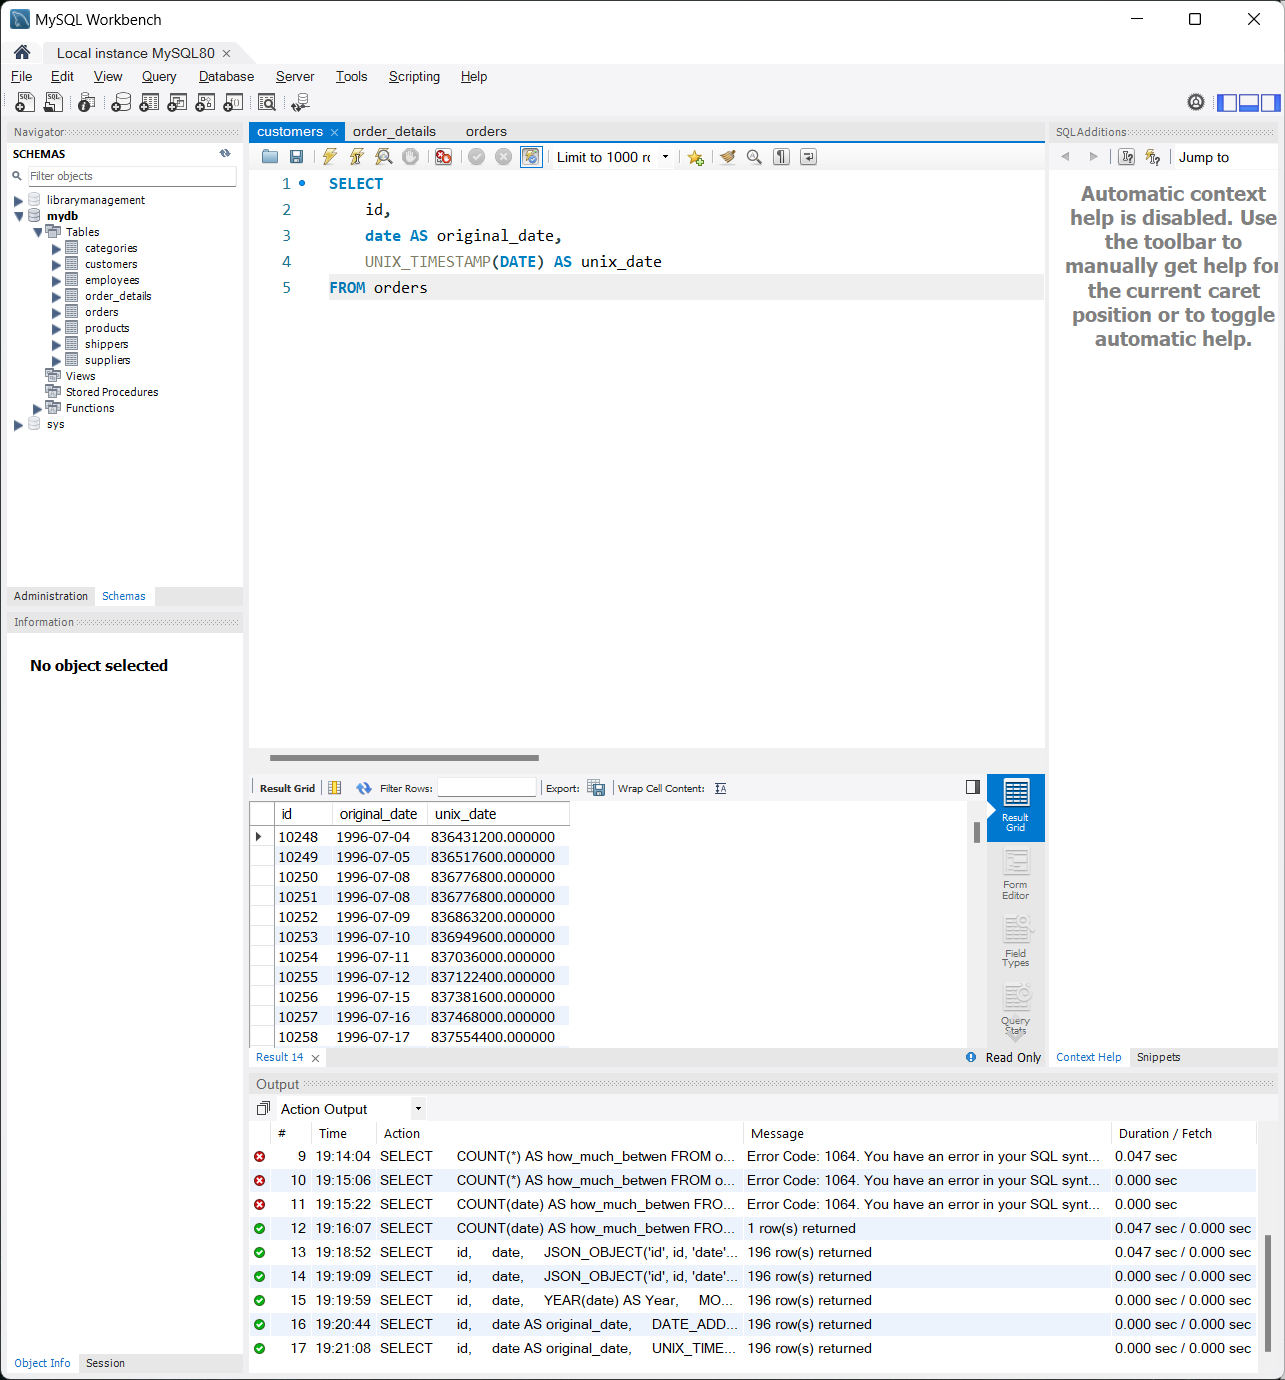 MySQL Workbench
Local instance MySQL80
File Edit View Query Database Server Tools Scripting Help
Navigator
SCHEMAS
Filter objects
librarymanagement
mydb
Tables
categories
customers
employees
order_details
orders
products
shippers
suppliers
Views
Stored Procedures
Functions
sys
Administration Schemas
Information
No object selected
Object Info Session
customers order_details orders
Limit to 1000 r
1 SELECT
2 id,
3 date AS original_date,
4 UNIX_TIMESTAMP(DATE) AS unix_date
5 FROM orders
SQLAdditions
Jump to
Automatic context
help is disabled. Use
the toolbar to
manually get help for
the current caret
position or to toggle
automatic help.
Result Grid Filter Rows: Export: Wrap Cell Content:
id original_date unix_date
10248 1996-07-04 836431200.000000
10249 1996-07-05 836517600.000000
10250 1996-07-08 836776800.000000
10251 1996-07-08 836776800.000000
10252 1996-07-09 836863200.000000
10253 1996-07-10 836949600.000000
10254 1996-07-11 837036000.000000
10255 1996-07-12 837122400.000000
10256 1996-07-15 837381600.000000
10257 1996-07-16 837468000.000000
10258 1996-07-17 837554400.000000
Result
Grid
Form
Editor
Field
Types
Query
Stats
Result 14 Read Only
Context Help Snippets
Output
Action Output
# Time Action Message Duration / Fetch
9 19:14:04 SELECT COUNT(*) AS how_much_betwen FROM o... Error Code: 1064. You have an error in your SQL synt... 0.047 sec
10 19:15:06 SELECT COUNT(*) AS how_much_betwen FROM o... Error Code: 1064. You have an error in your SQL synt... 0.000 sec
11 19:15:22 SELECT COUNT(date) AS how_much_betwen FRO... Error Code: 1064. You have an error in your SQL synt... 0.000 sec
12 19:16:07 SELECT COUNT(date) AS how_much_betwen FRO... 1 row(s) returned 0.047 sec / 0.000 sec
13 19:18:52 SELECT id, date, JSON_OBJECT('id', id, 'date'... 196 row(s) returned 0.047 sec / 0.000 sec
14 19:19:09 SELECT id, date, JSON_OBJECT('id', id, 'date'... 196 row(s) returned 0.000 sec / 0.000 sec
15 19:19:59 SELECT id, date, YEAR(date) AS Year, MO... 196 row(s) returned 0.000 sec / 0.000 sec
16 19:20:44 SELECT id, date AS original_date, DATE_ADD... 196 row(s) returned 0.000 sec / 0.000 sec
17 19:21:08 SELECT id, date AS original_date, UNIX_TIME... 196 row(s) returned 0.000 sec / 0.000 sec